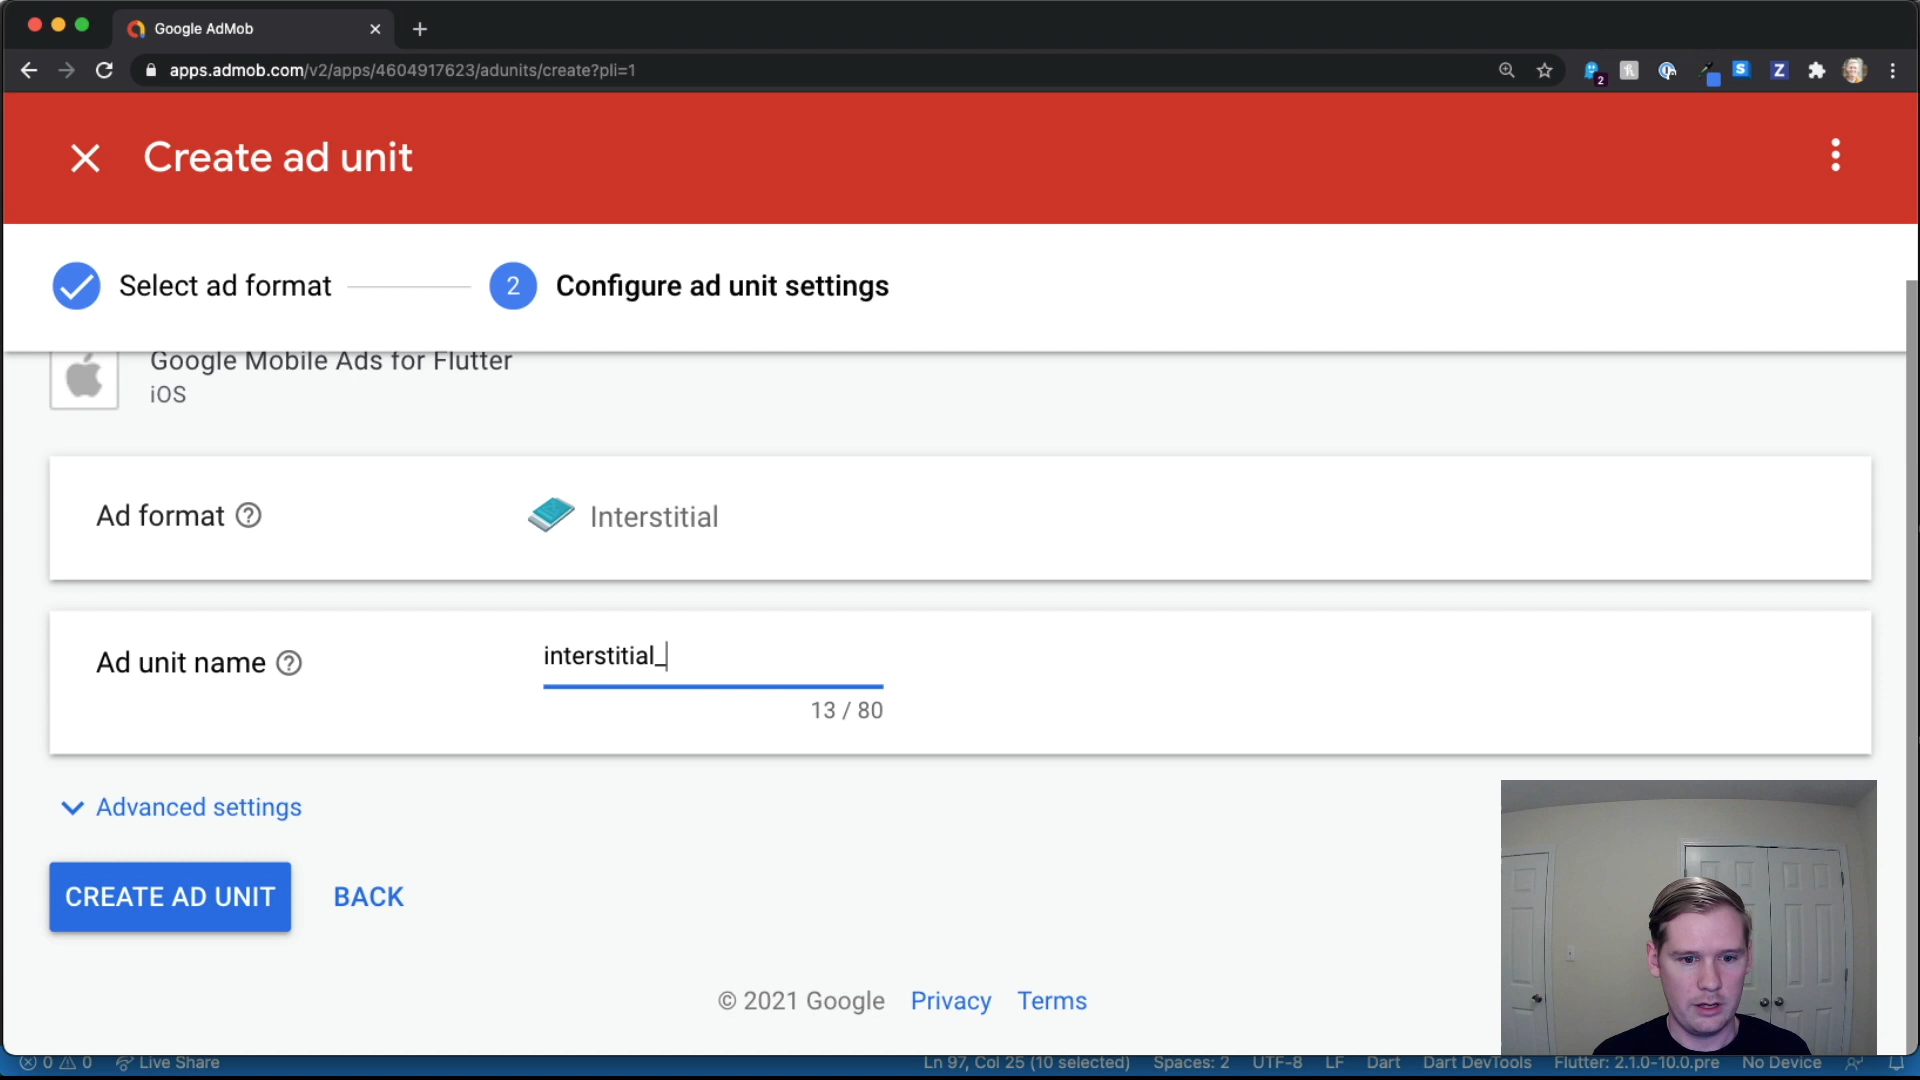 Google AdMob
apps.admob.com/v2/apps/4604917623/adunits/create?pli=1
2
S
Z
Create ad unit
Select ad format
2
Configure ad unit settings
Google Mobile Ads for Flutter
iOS
Ad format
Interstitial
Ad unit name
interstitial_
13 / 80
Advanced settings
CREATE AD UNIT
BACK
© 2021 Google Privacy Terms
0 0 Live Share Ln 97, Col 25 (10 selected) Spaces: 2 UTF-8 LF Dart Dart DevTools Flutter: 2.1.0-10.0.pre No Device